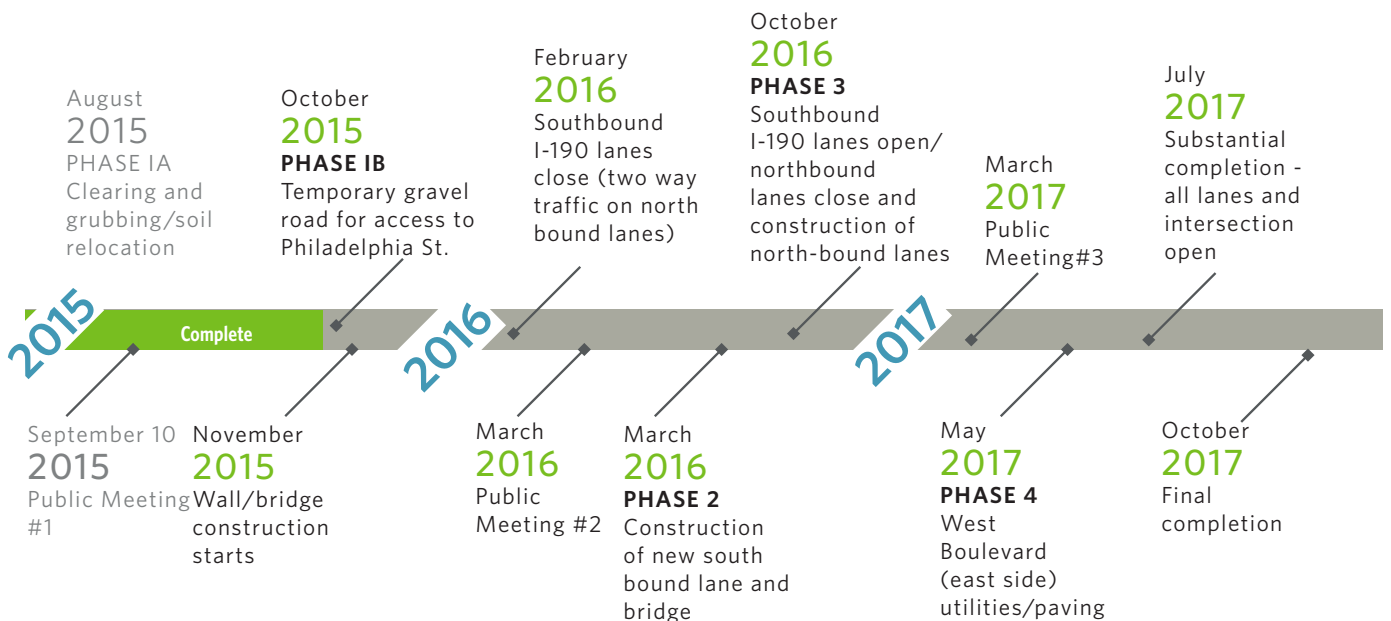 August
2015
PHASE IA
Clearing and
grubbing/soil
relocation
October
2015
PHASE IB
Temporary gravel
road for access to
Philadelphia St.
February
2016
Southbound
I-190 lanes
close (two way
traffic on north
bound lanes)
October
2016
PHASE 3
Southbound
I-190 lanes open/
northbound
lanes close and
construction of
north-bound lanes
March
2017
Public
Meeting#3
July
2017
Substantial
completion -
all lanes and
intersection
open
2015
Complete
2016
2017
September 10
2015
Public Meeting
#1
November
2015
Wall/bridge
construction
starts
March
2016
Public
Meeting #2
March
2016
PHASE 2
Construction
of new south
bound lane and
bridge
May
2017
PHASE 4
West
Boulevard
(east side)
utilities/paving
October
2017
Final
completion